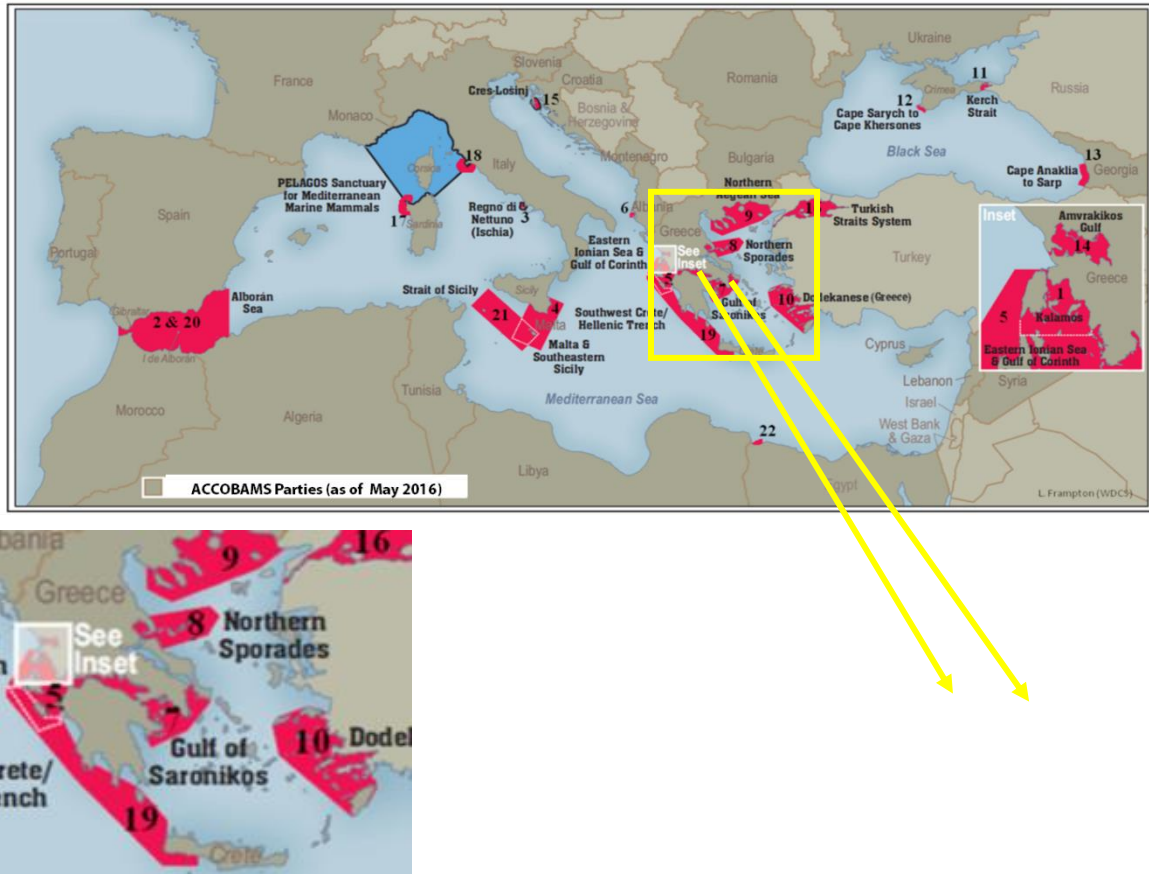 Ukraine
France
Slovenia
Croatia
Romania
Russia
11
Crimea
Kerch
Strait
12
Cape Sarych to
Cape Khersones
Cres-Losinj
15
Bosnia &
Herzegovina
Monaco
Montenegro
Bulgaria
Black Sea
13
Cape Anaklia
to Sarp
Georgia
18
Italy
Corsica
PELAGOS Sanctuary
for Mediterranean
Marine Mammals
17
Sardinia
Regno di
Nettuno
(Ischia)
3
6
Albania
Northern
Aegean Sea
9
1
Turkish
Straits System
Spain
Portugal
Greece
8
Northern
Sporades
See
Inset
Eastern
Ionian Sea &
Gulf of Corinth
5
7
Gulf of
Saronikos
10
Dodekanese (Greece)
Turkey
Inset
Amvrakikos
Gulf
14
Greece
1
Kalamos
5
Eastern Ionian Sea
& Gulf of Corinth
Gibraltar
2 & 20
Alborán
Sea
I de Alborán
Strait of Sicily
Sicily
21
4
Malta
Malta &
Southeastern
Sicily
Southwest Crete/
Hellenic Trench
19
Cyprus
Lebanon
Syria
Israel
West Bank
& Gaza
Morocco
Algeria
Tunisia
Mediterranean Sea
22
Libya
Egypt
ACCOBAMS Parties (as of May 2016)
L. Frampton (WDCS)
bania
9
16
Greece
8
Northern
Sporades
See
Inset
n
5
7
Gulf of
Saronikos
10
Dodel
rete/
ench
19
Crete